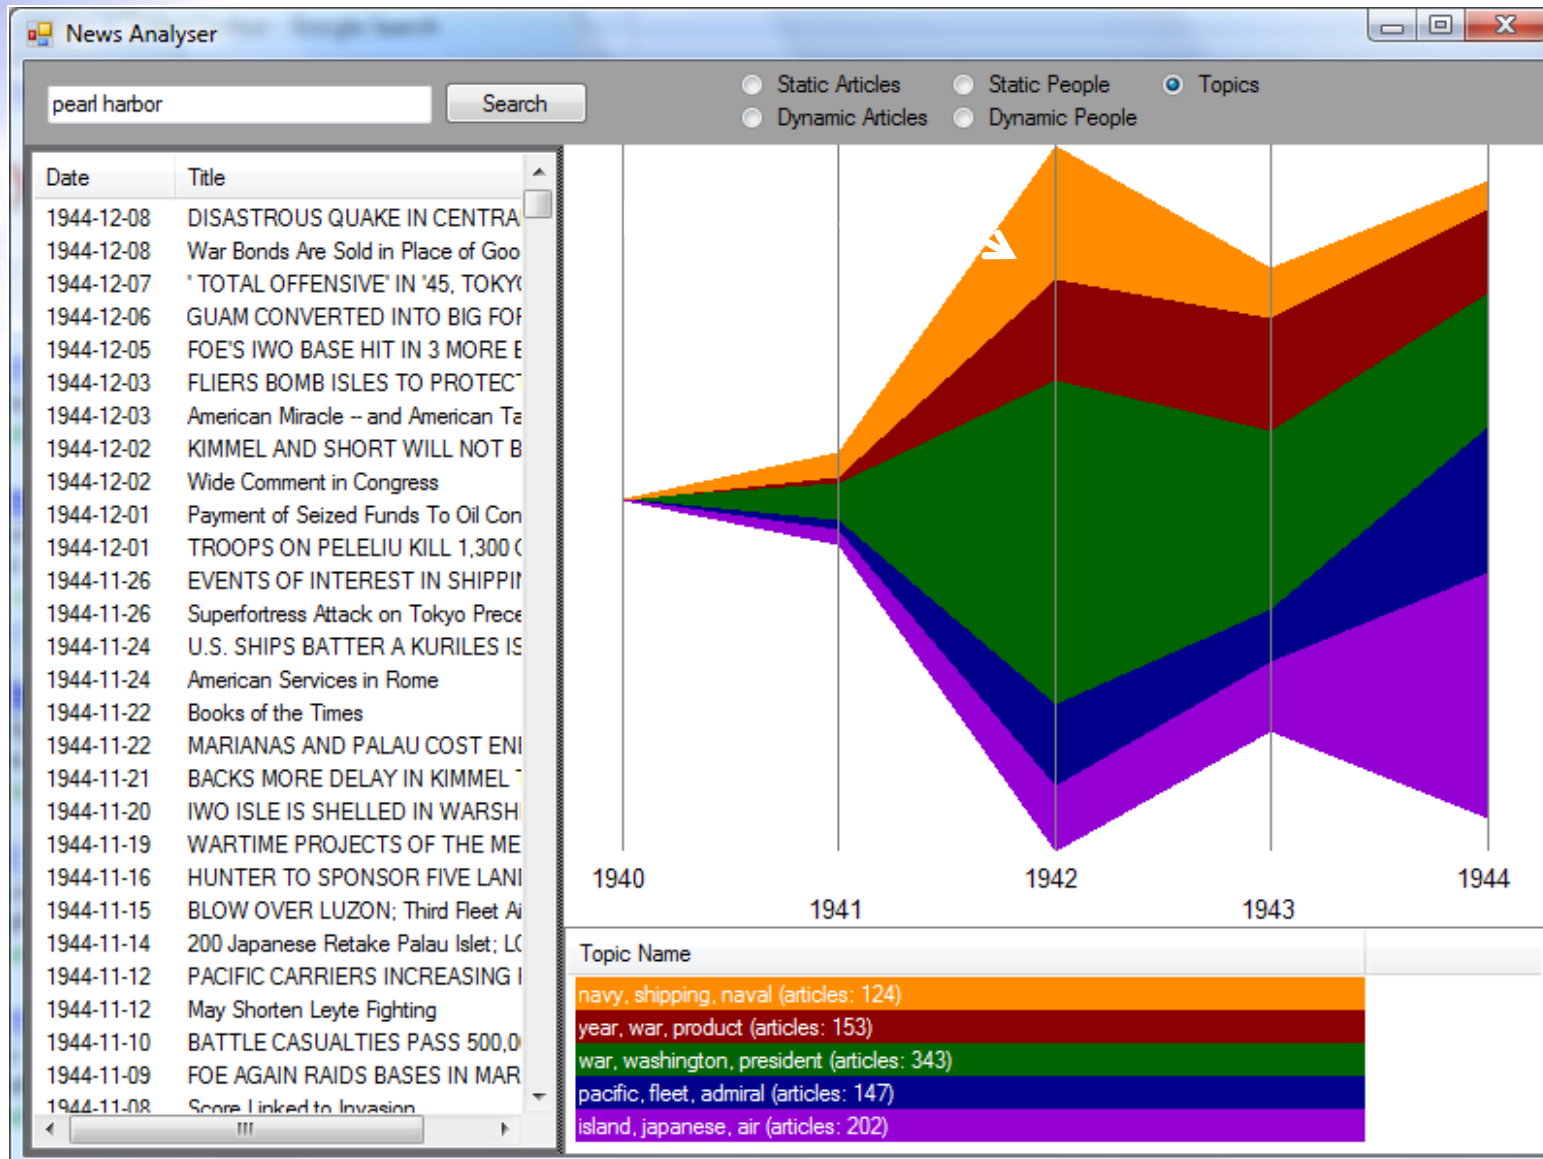 News Analyser
pearl harbor Search Static Articles Static People Topics
Dynamic Articles Dynamic People
Date Title
1944-12-08 DISASTROUS QUAKE IN CENTRA
1944-12-08 War Bonds Are Sold in Place of Goo
1944-12-07 ' TOTAL OFFENSIVE' IN '45, TOKY
1944-12-06 GUAM CONVERTED INTO BIG FOR
1944-12-05 FOE'S IWO BASE HIT IN 3 MORE
1944-12-03 FLIERS BOMB ISLES TO PROTECT
1944-12-03 American Miracle -- and American Ta
1944-12-02 KIMMEL AND SHORT WILL NOT B
1944-12-02 Wide Comment in Congress
1944-12-01 Payment of Seized Funds To Oil Con
1944-12-01 TROOPS ON PELELIU KILL 1,300
1944-11-26 EVENTS OF INTEREST IN SHIPPIN
1944-11-26 Superfortress Attack on Tokyo Prece
1944-11-24 U.S. SHIPS BATTER A KURILES IS
1944-11-24 American Services in Rome
1944-11-22 Books of the Times
1944-11-22 MARIANAS AND PALAU COST ENE
1944-11-21 BACKS MORE DELAY IN KIMMEL
1944-11-20 IWO ISLE IS SHELLED IN WARSHI
1944-11-19 WARTIME PROJECTS OF THE ME
1944-11-16 HUNTER TO SPONSOR FIVE LAN
1944-11-15 BLOW OVER LUZON; Third Fleet Ai
1944-11-14 200 Japanese Retake Palau Islet; LO
1944-11-12 PACIFIC CARRIERS INCREASING
1944-11-12 May Shorten Leyte Fighting
1944-11-10 BATTLE CASUALTIES PASS 500,0
1944-11-09 FOE AGAIN RAIDS BASES IN MAR
1944-11-08 Score Linked to Invasion
1940 1942 1944
1941 1943
Topic Name
navy, shipping, naval (articles: 124)
year, war, product (articles: 153)
war, washington, president (articles: 343)
pacific, fleet, admiral (articles: 147)
island, japanese, air (articles: 202)